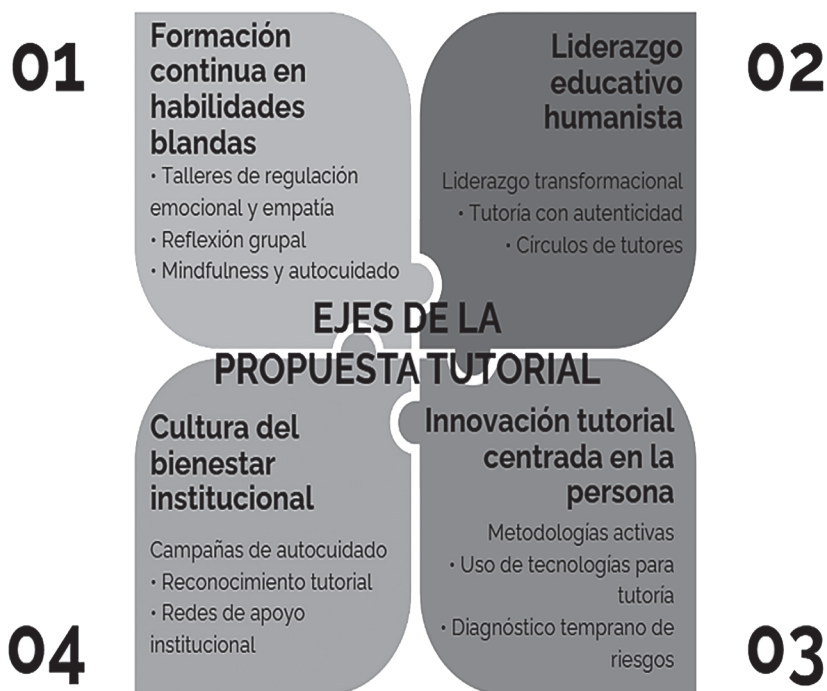 01
Formación
continua en
habilidades
blandas
• Talleres de regulación
emocional y empatía
• Reflexión grupal
• Mindfulness y autocuidado
02
Liderazgo
educativo
humanista
Liderazgo transformacional
• Tutoría con autenticidad
• Círculos de tutores
EJES DE LA
PROPUESTA TUTORIAL
Innovación tutorial
centrada en la
persona
Metodologías activas
• Uso de tecnologías para
tutoría
• Diagnóstico temprano de
riesgos
03
Cultura del
bienestar
institucional
Campañas de autocuidado
• Reconocimiento tutorial
• Redes de apoyo
institucional
04